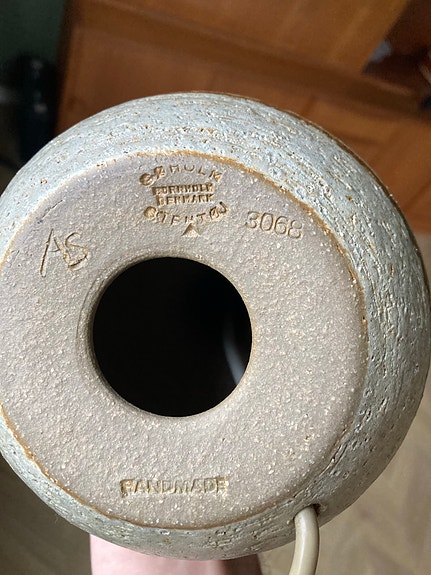 SØHOLM
BORNHOLM
DENMARK
STENTØJ
3068
AS
HANDMADE